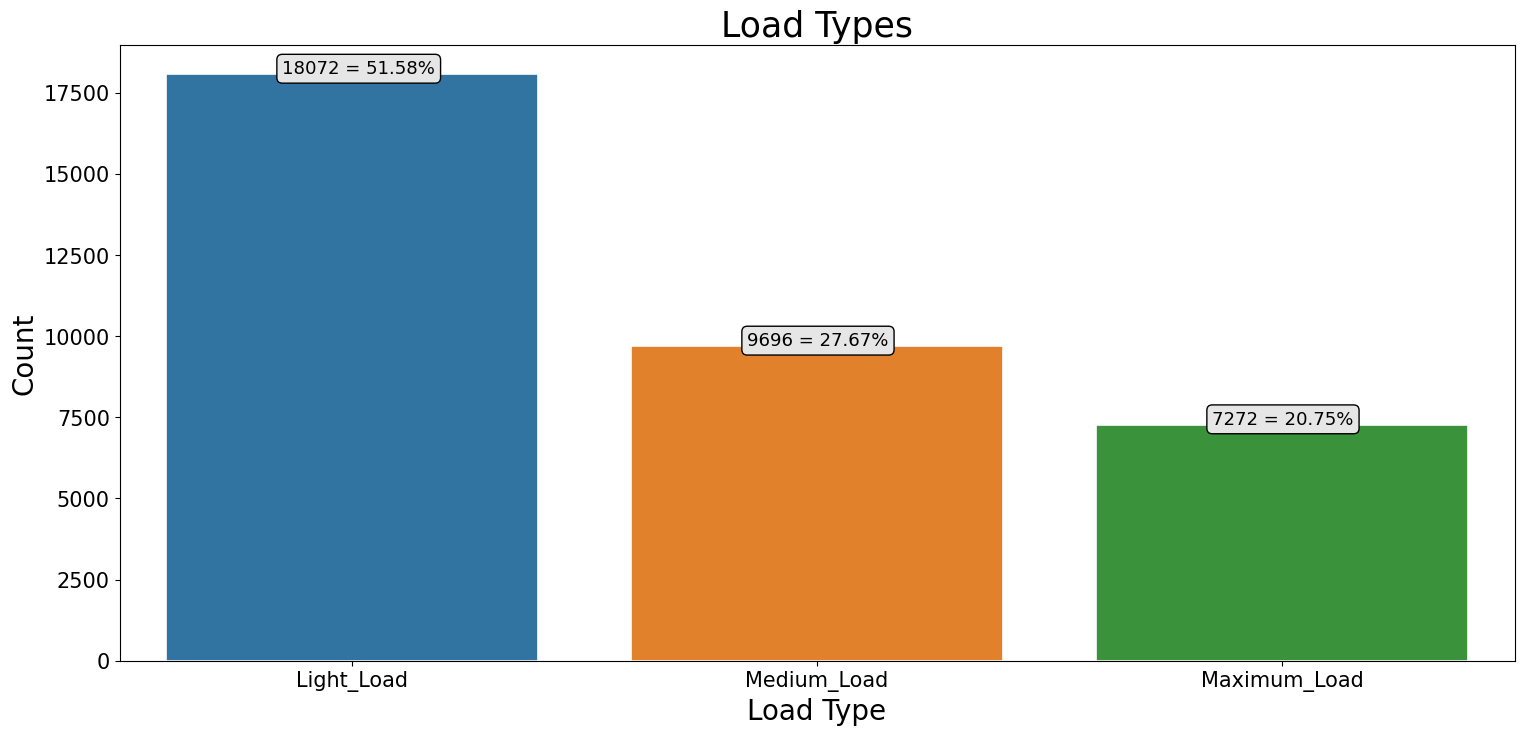 Load Types
18072 = 51.58%
17500
15000
12500
9696 = 27.67%
10000
7272 = 20.75%
7500
5000
2500
0
Count
Light_Load
Medium_Load
Maximum_Load
Load Type